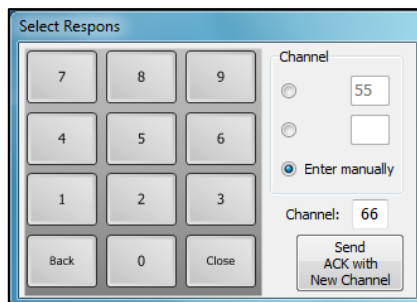 Select Respons
7 8 9
4 5 6
1 2 3
Back 0 Close
Channel
55
Enter manually
Channel: 66
Send
ACK with
New Channel